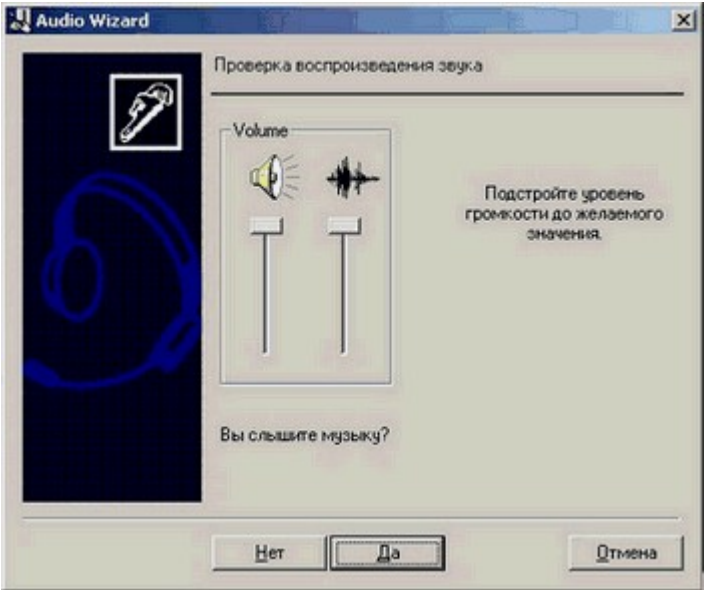 Audio Wizard
Проверка воспроизведения звука
Volume
Подстройте уровень
громкости до желаемого
значения.
Вы слышите музыку?
Нет
Да
Отмена